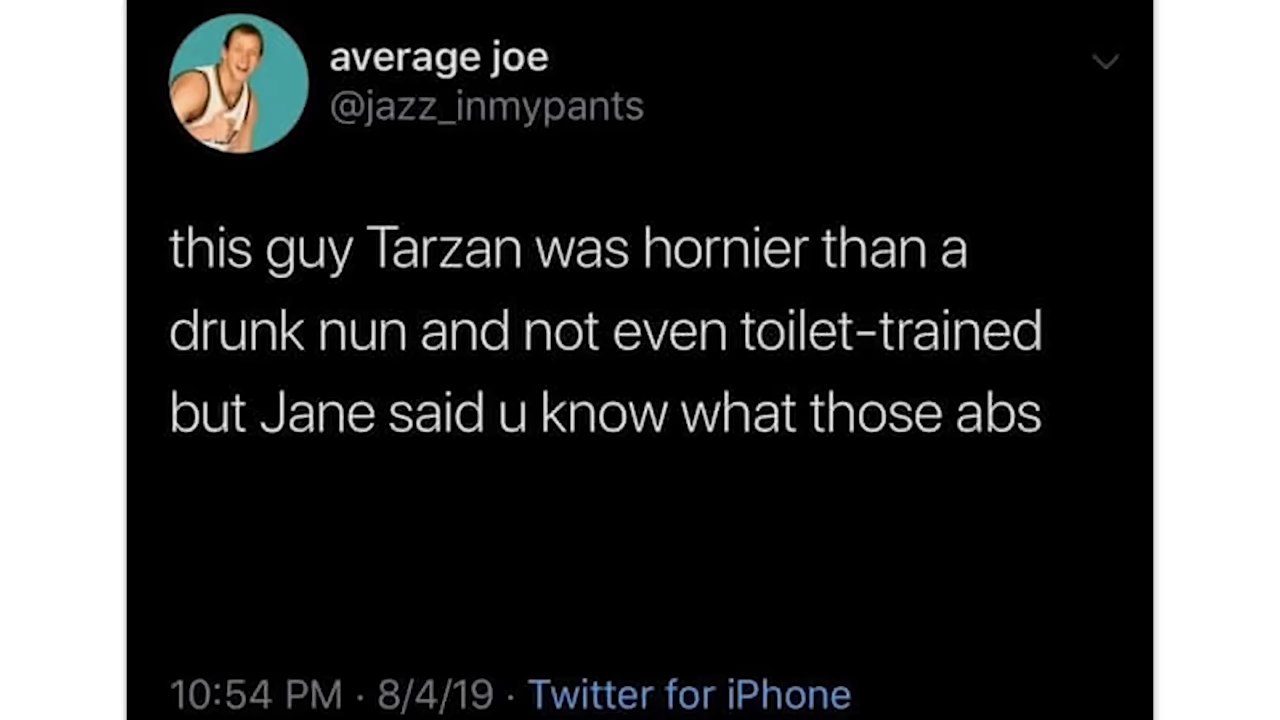 average joe
@jazz_inmypants
this guy Tarzan was hornier than a
drunk nun and not even toilet-trained
but Jane said u know what those abs
10:54 PM · 8/4/19 · Twitter for iPhone